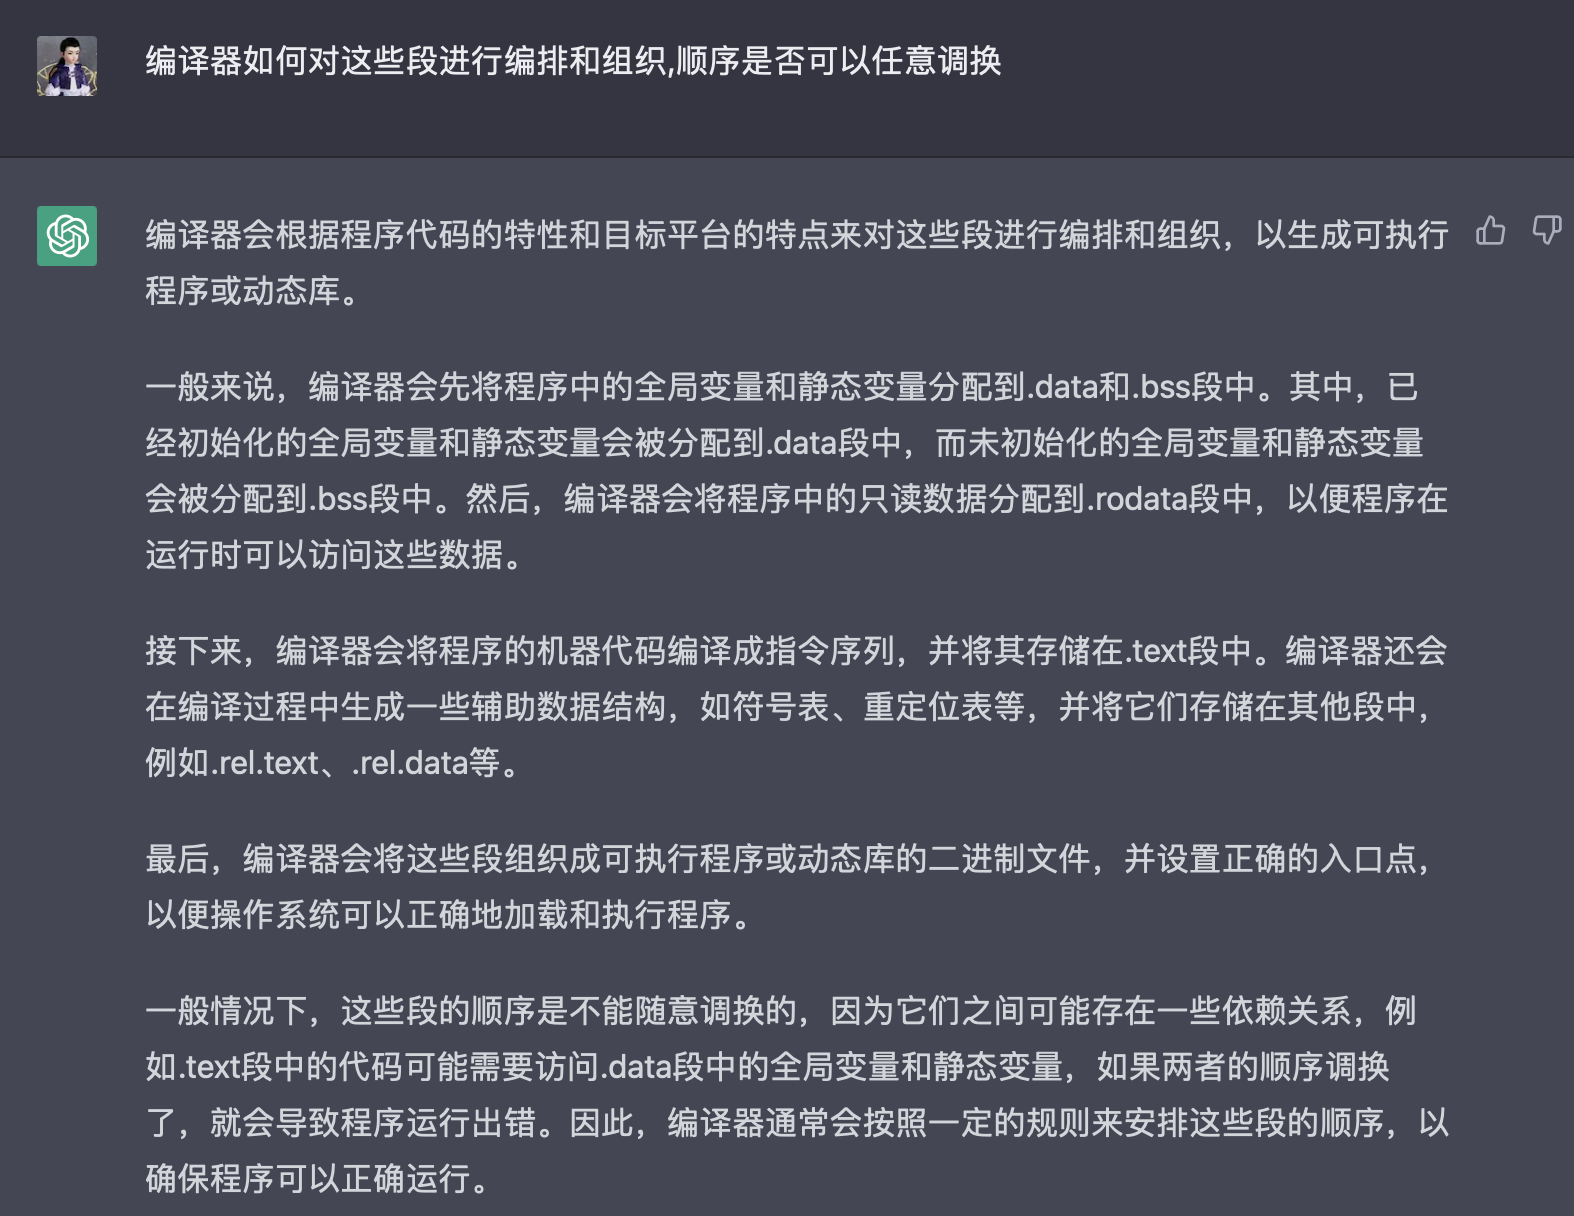 编译器如何对这些段进行编排和组织,顺序是否可以任意调换
编译器会根据程序代码的特性和目标平台的特点来对这些段进行编排和组织，以生成可执行
程序或动态库。
一般来说，编译器会先将程序中的全局变量和静态变量分配到.data和.bss段中。其中，已
经初始化的全局变量和静态变量会被分配到.data段中，而未初始化的全局变量和静态变量
会被分配到.bss段中。然后，编译器会将程序中的只读数据分配到.rodata段中，以便程序在
运行时可以访问这些数据。
接下来，编译器会将程序的机器代码编译成指令序列，并将其存储在.text段中。编译器还会
在编译过程中生成一些辅助数据结构，如符号表、重定位表等，并将它们存储在其他段中，
例如.rel.text、.rel.data等。
最后，编译器会将这些段组织成可执行程序或动态库的二进制文件，并设置正确的入口点，
以便操作系统可以正确地加载和执行程序。
一般情况下，这些段的顺序是不能随意调换的，因为它们之间可能存在一些依赖关系，例
如.text段中的代码可能需要访问.data段中的全局变量和静态变量，如果两者的顺序调换
了，就会导致程序运行出错。因此，编译器通常会按照一定的规则来安排这些段的顺序，以
确保程序可以正确运行。